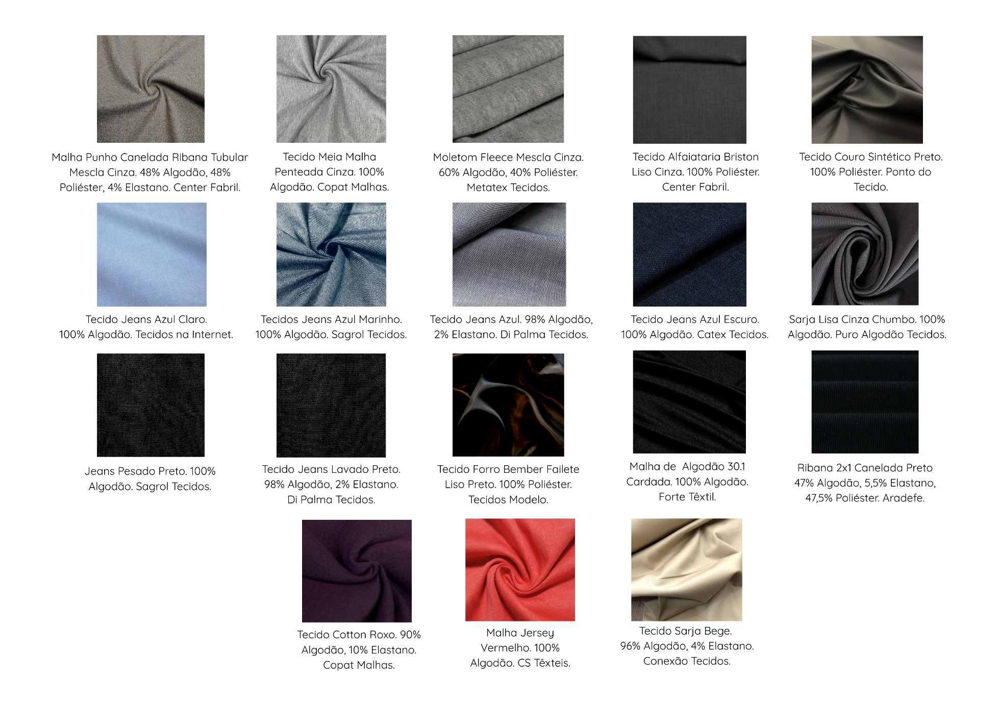 Malha Punho Canelada Ribana Tubular
Mescla Cinza. 48% Algodão, 48%
Poliéster, 4% Elastano. Center Fabril.
Tecido Meia Malha
Penteada Cinza. 100%
Algodão. Copat Malhas.
Moletom Fleece Mescla Cinza.
60% Algodão, 40% Poliéster.
Metatex Tecidos.
Tecido Alfaiataria Briston
Liso Cinza. 100% Poliéster.
Center Fabril.
Tecido Couro Sintético Preto.
100% Poliéster. Ponto do
Tecido.
Tecido Jeans Azul Claro.
100% Algodão. Tecidos na Internet.
Tecidos Jeans Azul Marinho.
100% Algodão. Sagrol Tecidos.
Tecido Jeans Azul. 98% Algodão,
2% Elastano. Di Palma Tecidos.
Tecido Jeans Azul Escuro.
100% Algodão. Catex Tecidos.
Sarja Lisa Cinza Chumbo. 100%
Algodão. Puro Algodão Tecidos.
Jeans Pesado Preto. 100%
Algodão. Sagrol Tecidos.
Tecido Jeans Lavado Preto.
98% Algodão, 2% Elastano.
Di Palma Tecidos.
Tecido Forro Bember Failete
Liso Preto. 100% Poliéster.
Tecidos Modelo.
Malha de  Algodão 30.1
Cardada. 100% Algodão.
Forte Têxtil.
Ribana 2x1 Canelada Preto
47% Algodão, 5,5% Elastano,
47,5% Poliéster. Aradefe.
Tecido Cotton Roxo. 90%
Algodão, 10% Elastano.
Copat Malhas.
Malha Jersey
Vermelho. 100%
Algodão. CS Têxteis.
Tecido Sarja Bege.
96% Algodão, 4% Elastano.
Conexão Tecidos.